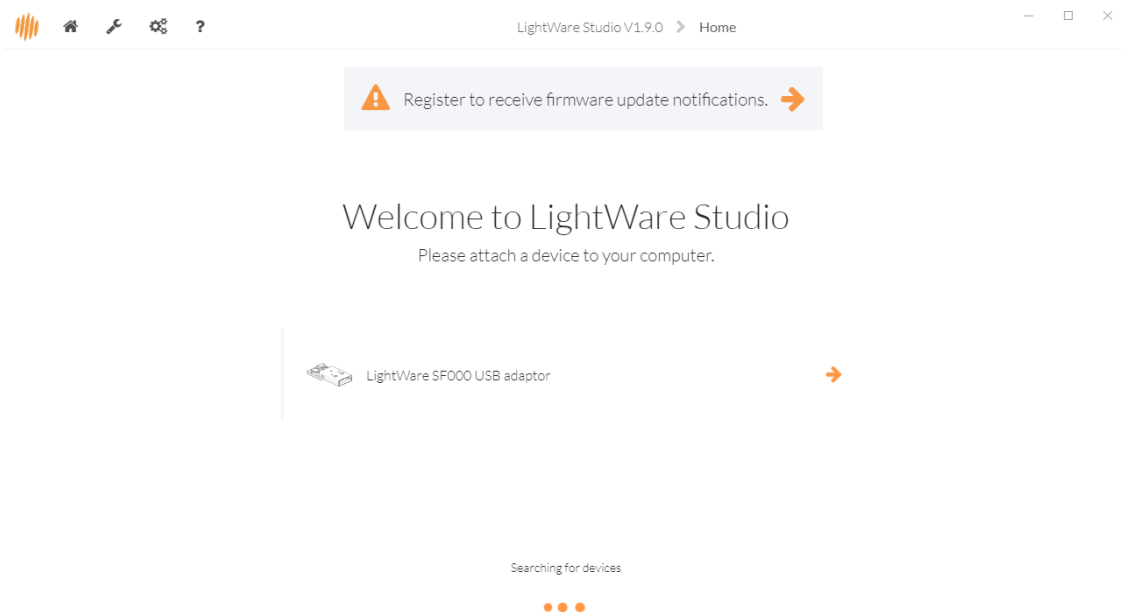 LightWare Studio V1.9.0 Home
Register to receive firmware update notifications.
Welcome to LightWare Studio
Please attach a device to your computer.
LightWare SF000 USB adaptor
Searching for devices